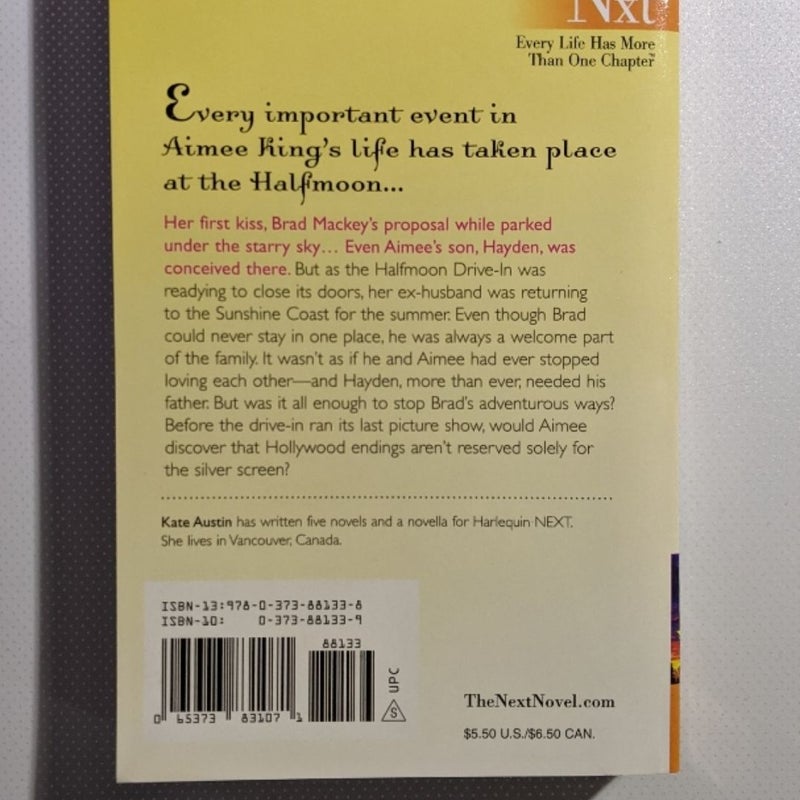 Nxt
Every Life Has More
Than One Chapter™
Every important event in
Aimee King's life has taken place
at the Halfmoon...
Her first kiss, Brad Mackey's proposal while parked
under the starry sky... Even Aimee's son, Hayden, was
conceived there. But as the Halfmoon Drive-In was
readying to close its doors, her ex-husband was returning
to the Sunshine Coast for the summer. Even though Brad
could never stay in one place, he was always a welcome part
of the family. It wasn't as if he and Aimee had ever stopped
loving each other—and Hayden, more than ever, needed his
father. But was it all enough to stop Brad's adventurous ways?
Before the drive-in ran its last picture show, would Aimee
discover that Hollywood endings aren't reserved solely for
the silver screen?
Kate Austin has written five novels and a novella for Harlequin NEXT.
She lives in Vancouver, Canada.
ISBN-13:978-0-373-88133-8
ISBN-10: 0-373-88133-9
88133
0 65373 83107 1
UPC
S
TheNextNovel.com
$5.50 U.S./$6.50 CAN.